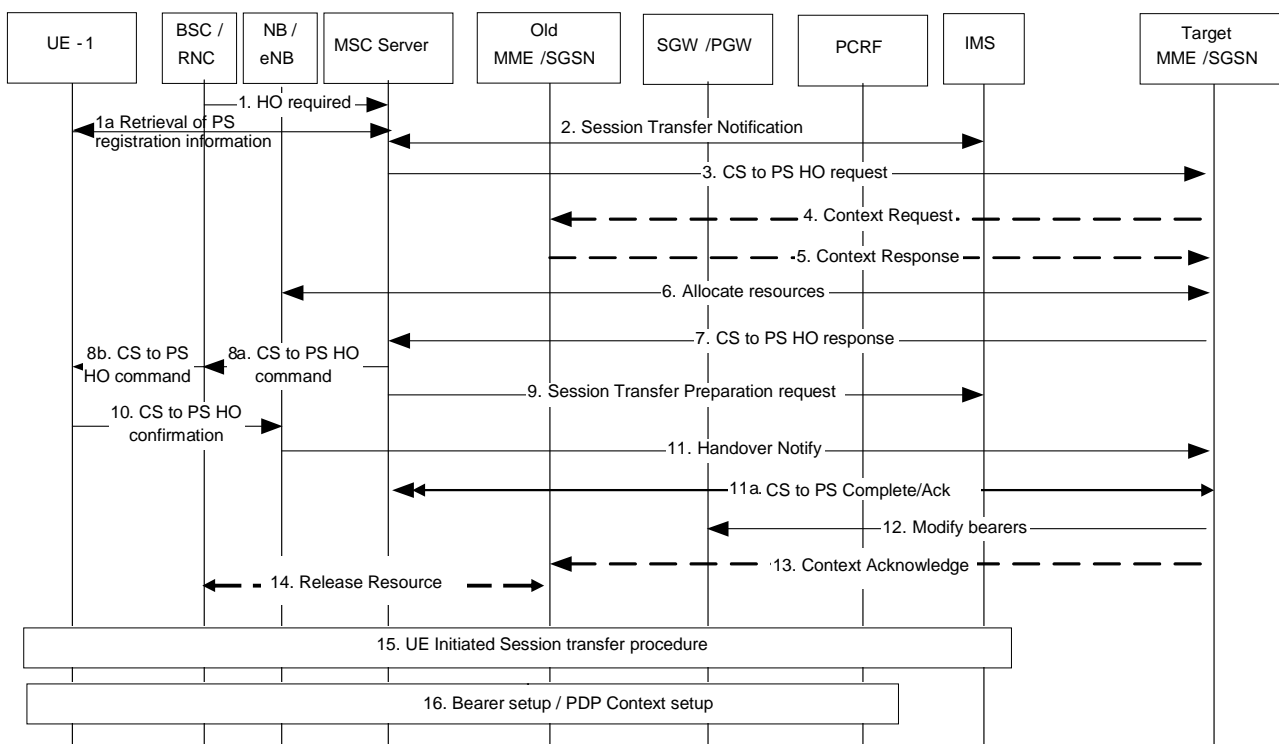 UE - 1
BSC /
RNC
NB /
eNB
MSC Server
Old
MME /SGSN
SGW /PGW
PCRF
IMS
Target
MME /SGSN
1. HO required
1a Retrieval of PS
registration information
2. Session Transfer Notification
3. CS to PS HO request
4. Context Request
5. Context Response
6. Allocate resources
7. CS to PS HO response
8b. CS to PS
HO command
8a. CS to PS HO
command
9. Session Transfer Preparation request
10. CS to PS HO
confirmation
11. Handover Notify
11a. CS to PS Complete/Ack
12. Modify bearers
13. Context Acknowledge
14. Release Resource
15. UE Initiated Session transfer procedure
16. Bearer setup / PDP Context setup